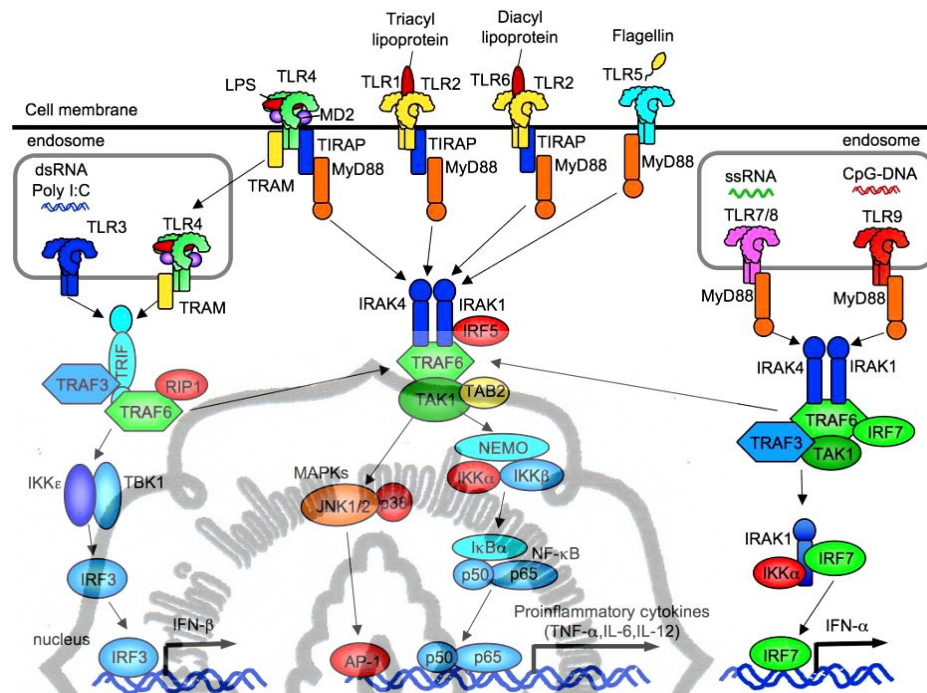 Triacyl
lipoprotein
Diacyl
lipoprotein
Flagellin
LPS
TLR4
TLR1
TLR2
TLR6
TLR2
TLR5
Cell membrane
MD2
endosome
TIRAP
TIRAP
endosome
dsRNA
Poly I:C
TRAM
MyD88
MyD88
MyD88
MyD88
ssRNA
CpG-DNA
TLR3
TLR4
TLR7/8
TLR9
TRAM
IRAK4
IRAK1
MyD88
MyD88
IRF5
TRIF
IRAK4
IRAK1
TRAF3
RIP1
TRAF6
TRAF6
TAK1
TAB2
TRAF6
IRF7
TRAF3
TAK1
NEMO
IKKε
TBK1
MAPKs
IKKα
IKKβ
JNK1/2
p38
IRAK1
IκBα
NF-κB
IKKα
IRF7
IRF3
p50
p65
Proinflammatory cytokines
(TNF-α,IL-6,IL-12)
nucleus
IFN-β
IFN-α
IRF3
AP-1
p50
p65
IRF7